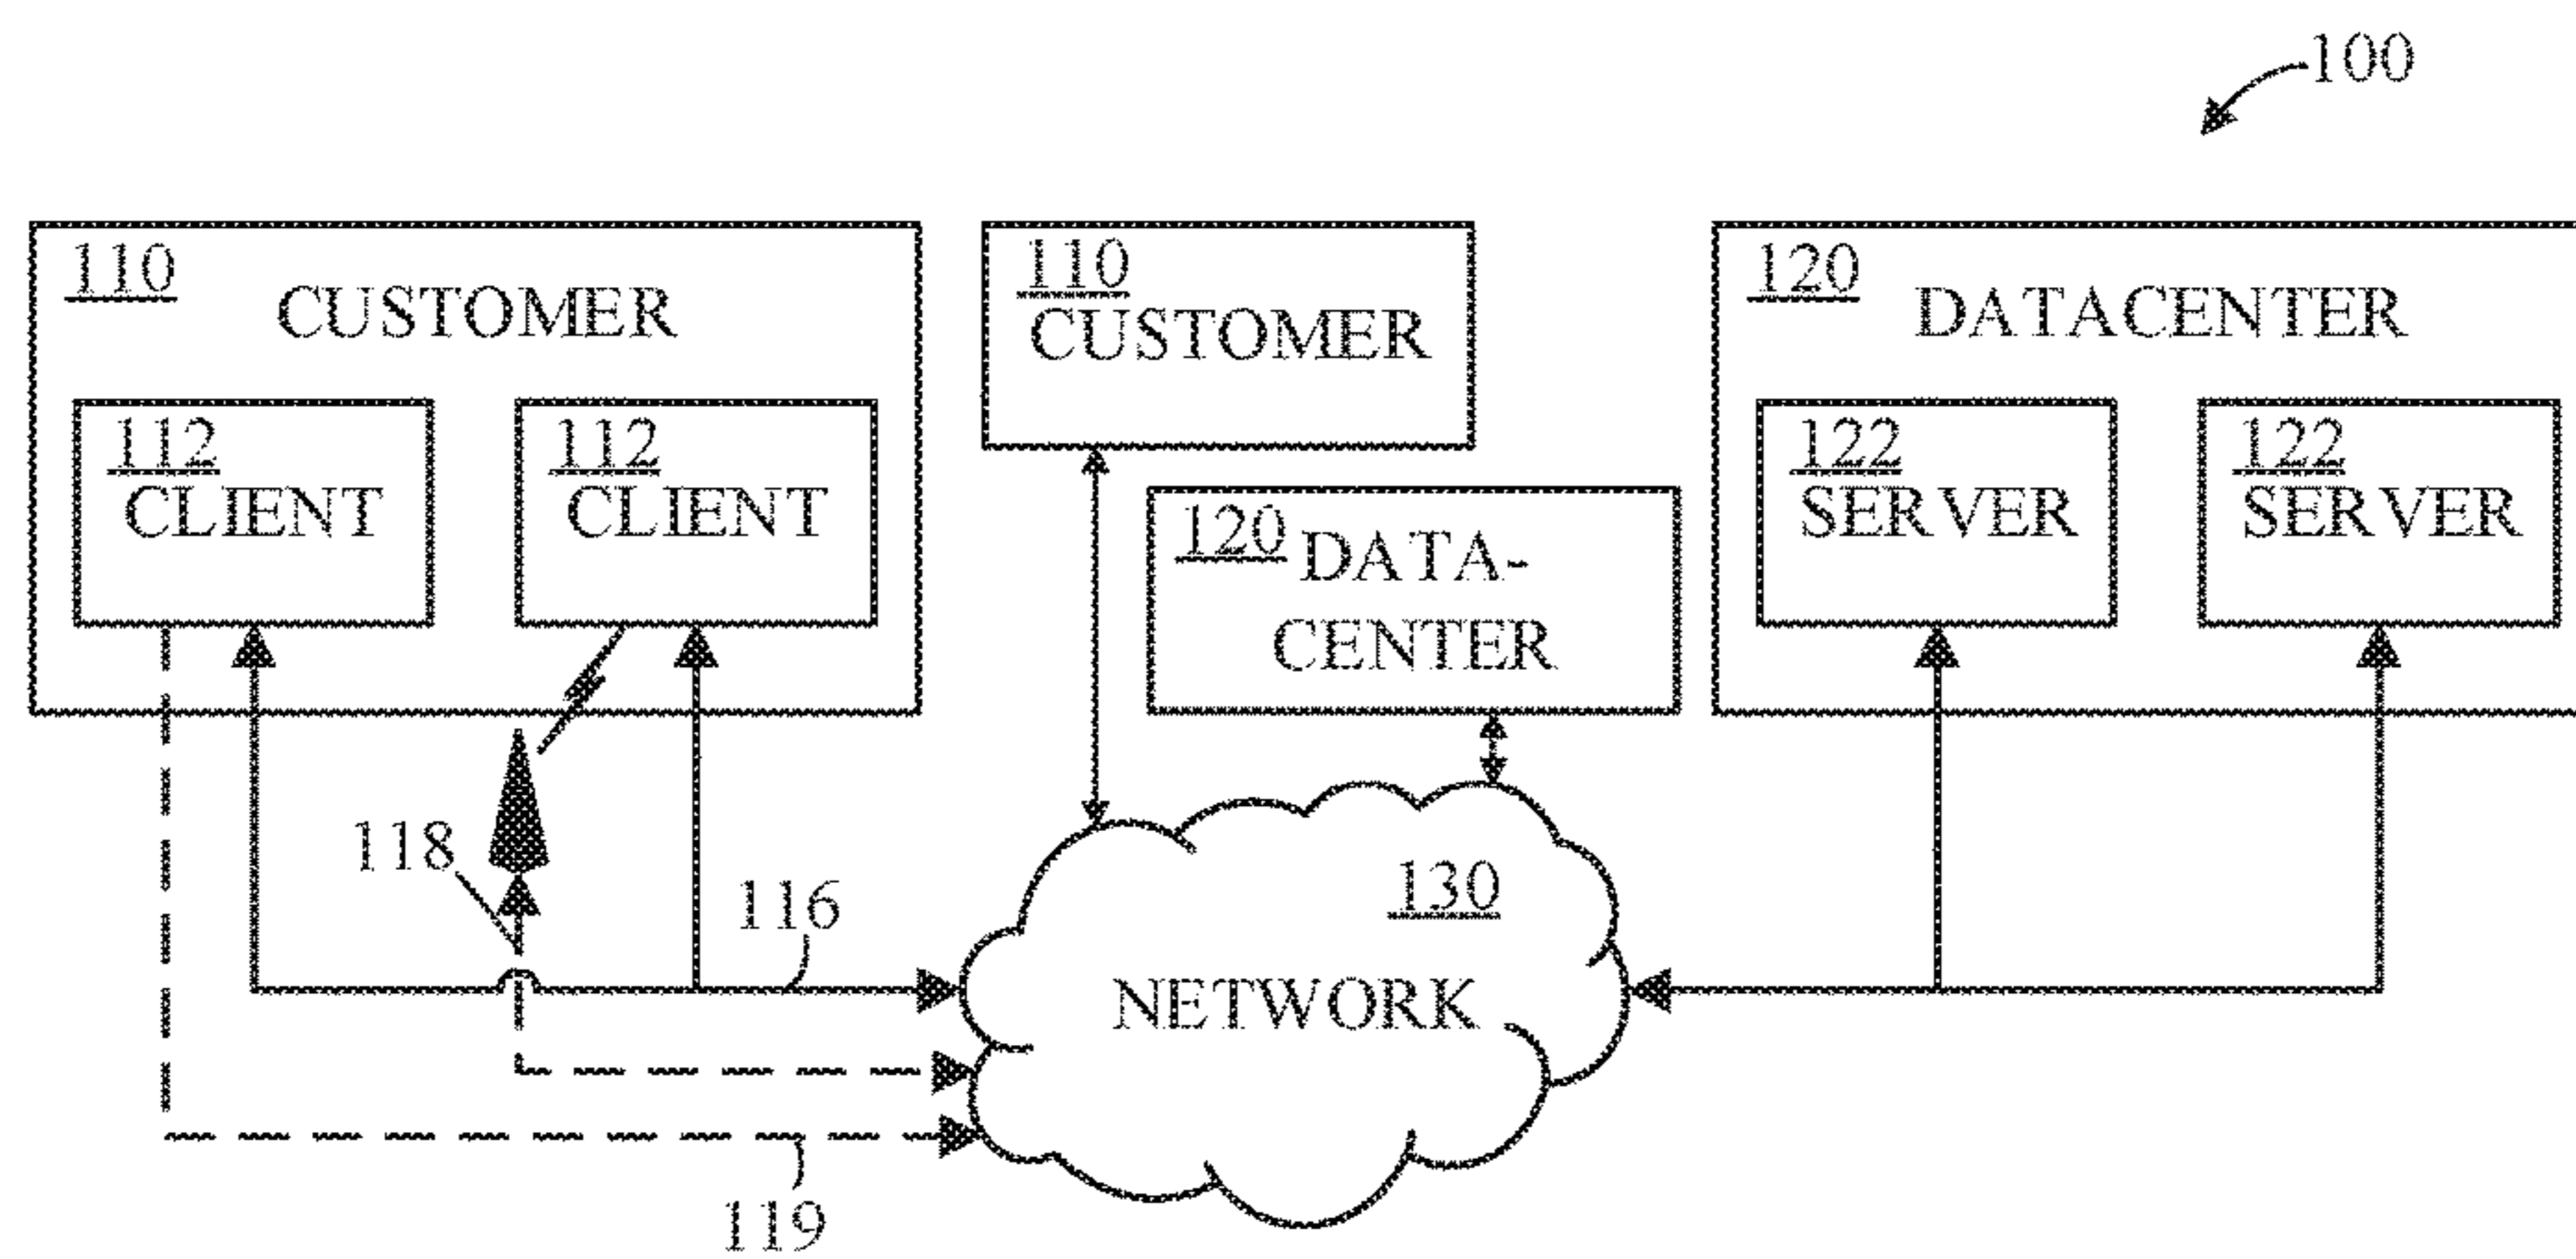 100
110
CUSTOMER
112
CLIENT
112
CLIENT
110
CUSTOMER
120
DATA-
CENTER
120
DATACENTER
122
SERVER
122
SERVER
118
116
130
NETWORK
119